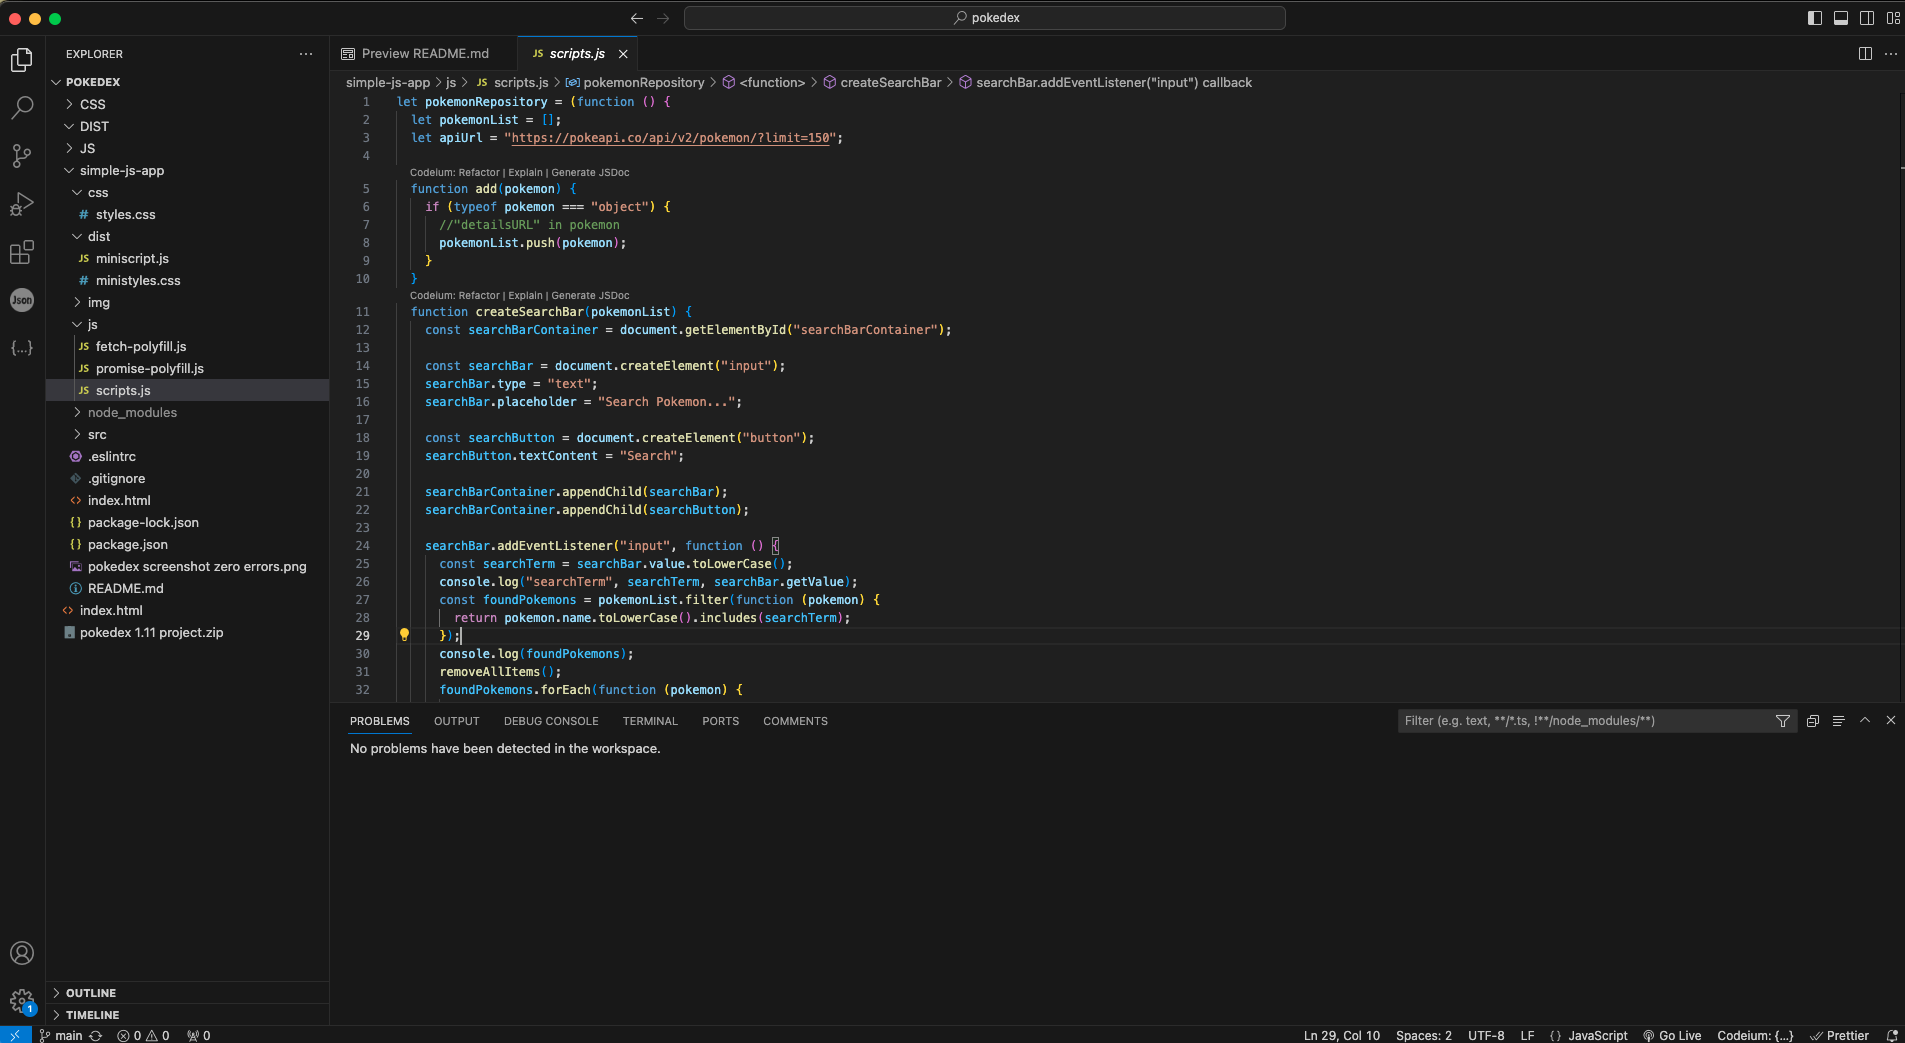 pokedex
EXPLORER
POKEDEX
CSS
DIST
JS
simple-js-app
css
# styles.css
dist
JS miniscript.js
# ministyles.css
img
js
JS fetch-polyfill.js
JS promise-polyfill.js
JS scripts.js
node_modules
src
.eslintrc
.gitignore
<> index.html
{} package-lock.json
{} package.json
pokedex screenshot zero errors.png
README.md
<> index.html
pokedex 1.11 project.zip
OUTLINE
TIMELINE
Json
{...}
1
Preview README.md
JS scripts.js
simple-js-app > js > JS scripts.js > pokemonRepository > <function> > createSearchBar > searchBar.addEventListener("input") callback
1 let pokemonRepository = (function () {
2 let pokemonList = [];
3 let apiUrl = "https://pokeapi.co/api/v2/pokemon/?limit=150";
4
Codeium: Refactor | Explain | Generate JSDoc
5 function add(pokemon) {
6 if (typeof pokemon === "object") {
7 //"detailsURL" in pokemon
8 pokemonList.push(pokemon);
9 }
10 }
Codeium: Refactor | Explain | Generate JSDoc
11 function createSearchBar(pokemonList) {
12 const searchBarContainer = document.getElementById("searchBarContainer");
13
14 const searchBar = document.createElement("input");
15 searchBar.type = "text";
16 searchBar.placeholder = "Search Pokemon...";
17
18 const searchButton = document.createElement("button");
19 searchButton.textContent = "Search";
20
21 searchBarContainer.appendChild(searchBar);
22 searchBarContainer.appendChild(searchButton);
23
24 searchBar.addEventListener("input", function () {
25 const searchTerm = searchBar.value.toLowerCase();
26 console.log("searchTerm", searchTerm, searchBar.getValue);
27 const foundPokemons = pokemonList.filter(function (pokemon) {
28 return pokemon.name.toLowerCase().includes(searchTerm);
29 });
30 console.log(foundPokemons);
31 removeAllItems();
32 foundPokemons.forEach(function (pokemon) {
PROBLEMS OUTPUT DEBUG CONSOLE TERMINAL PORTS COMMENTS
Filter (e.g. text, **/*.ts, !**/node_modules/**)
No problems have been detected in the workspace.
main 0 0 0
Ln 29, Col 10 Spaces: 2 UTF-8 LF {} JavaScript Go Live Codeium: {...} Prettier